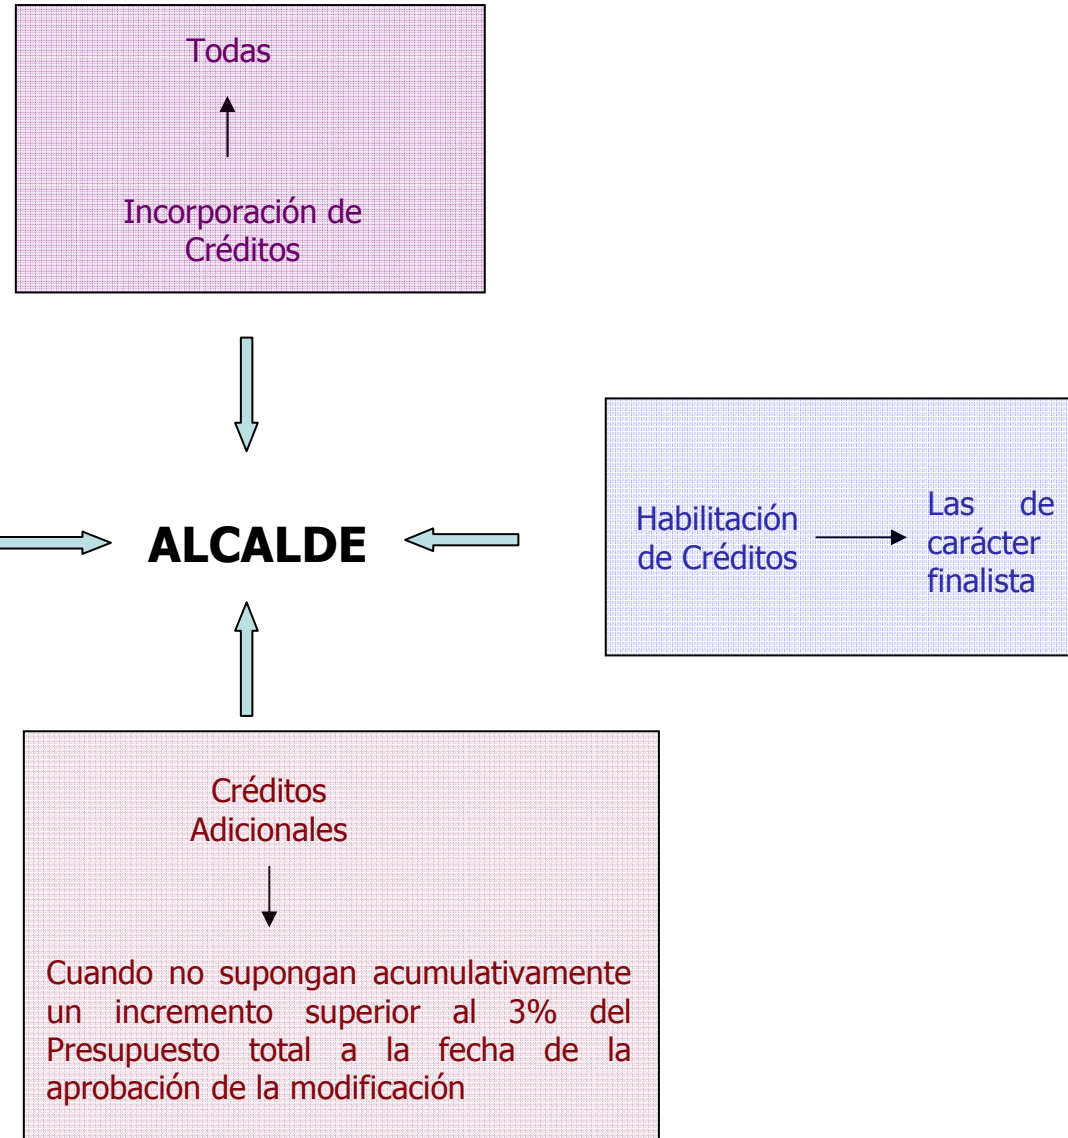 Todas
Incorporación de
Créditos
ALCALDE
Habilitación
de Créditos
Las de
carácter
finalista
Créditos
Adicionales
Cuando no supongan acumulativamente
un incremento superior al 3% del
Presupuesto total a la fecha de la
aprobación de la modificación